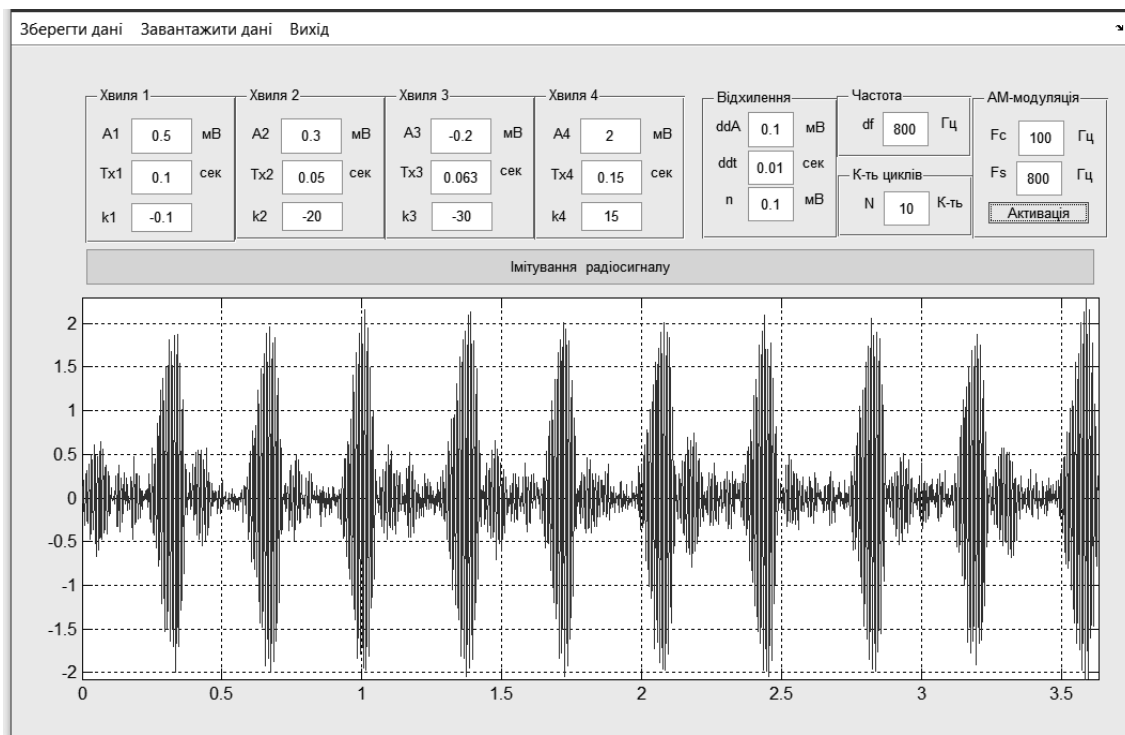 Зберегти дані Завантажити дані Вихід
Хвиля 1 Хвиля 2 Хвиля 3 Хвиля 4 Відхилення Частота АМ-модуляція
A1 0.5 мВ A2 0.3 мВ A3 -0.2 мВ A4 2 мВ ddA 0.1 мВ df 800 Гц Fc 100 Гц
Tx1 0.1 сек Tx2 0.05 сек Tx3 0.063 сек Tx4 0.15 сек ddt 0.01 сек К-ть циклів Fs 800 Гц
k1 -0.1 k2 -20 k3 -30 k4 15 n 0.1 мВ N 10 К-ть Активація
Імітування радіосигналу
2
1.5
1
0.5
0
-0.5
-1
-1.5
-2
0 0.5 1 1.5 2 2.5 3 3.5